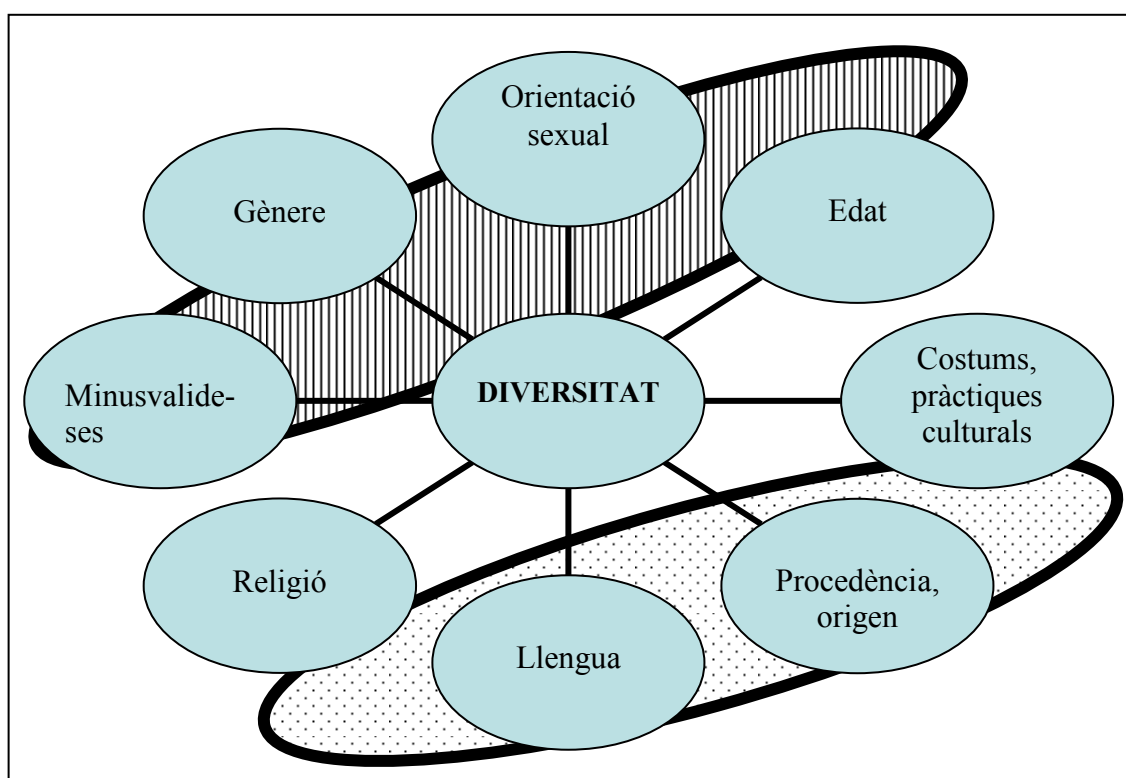 Orientació
sexual
Gènere
Edat
Minusvalide-
ses
DIVERSITAT
Costums,
pràctiques
culturals
Religió
Llengua
Procedència,
origen